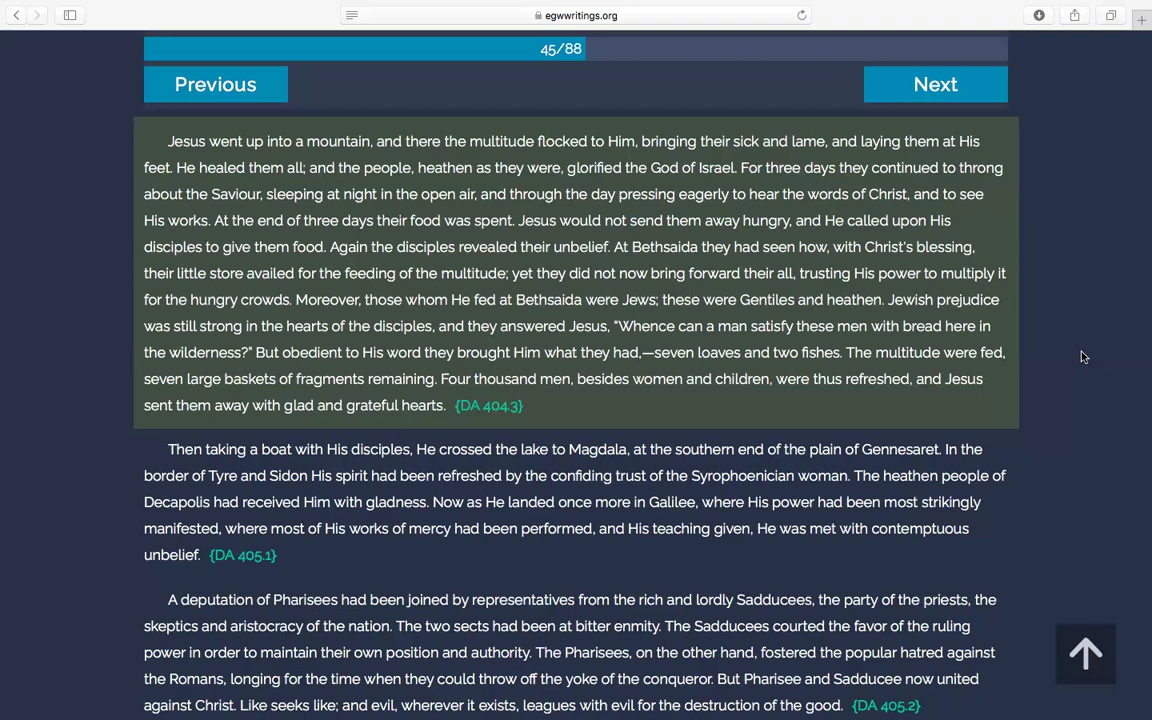 egwwritings.org
45/88
Previous
Next
Jesus went up into a mountain, and there the multitude flocked to Him, bringing their sick and lame, and laying them at His
feet. He healed them all; and the people, heathen as they were, glorified the God of Israel. For three days they continued to throng
about the Saviour, sleeping at night in the open air, and through the day pressing eagerly to hear the words of Christ, and to see
His works. At the end of three days their food was spent. Jesus would not send them away hungry, and He called upon His
disciples to give them food. Again the disciples revealed their unbelief. At Bethsaida they had seen how, with Christ's blessing,
their little store availed for the feeding of the multitude; yet they did not now bring forward their all, trusting His power to multiply it
for the hungry crowds. Moreover, those whom He fed at Bethsaida were Jews; these were Gentiles and heathen. Jewish prejudice
was still strong in the hearts of the disciples, and they answered Jesus, "Whence can a man satisfy these men with bread here in
the wilderness?" But obedient to His word they brought Him what they had,—seven loaves and two fishes. The multitude were fed,
seven large baskets of fragments remaining. Four thousand men, besides women and children, were thus refreshed, and Jesus
sent them away with glad and grateful hearts. {DA 404.3}
Then taking a boat with His disciples, He crossed the lake to Magdala, at the southern end of the plain of Gennesaret. In the
border of Tyre and Sidon His spirit had been refreshed by the confiding trust of the Syrophoenician woman. The heathen people of
Decapolis had received Him with gladness. Now as He landed once more in Galilee, where His power had been most strikingly
manifested, where most of His works of mercy had been performed, and His teaching given, He was met with contemptuous
unbelief. {DA 405.1}
A deputation of Pharisees had been joined by representatives from the rich and lordly Sadducees, the party of the priests, the
skeptics and aristocracy of the nation. The two sects had been at bitter enmity. The Sadducees courted the favor of the ruling
power in order to maintain their own position and authority. The Pharisees, on the other hand, fostered the popular hatred against
the Romans, longing for the time when they could throw off the yoke of the conqueror. But Pharisee and Sadducee now united
against Christ. Like seeks like; and evil, wherever it exists, leagues with evil for the destruction of the good. {DA 405.2}